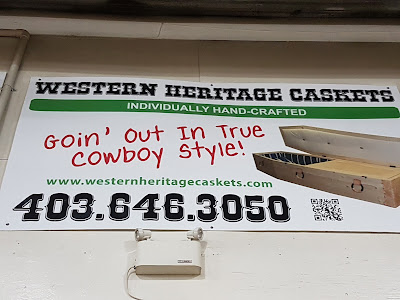 WESTERN HERITAGE CASKETS
INDIVIDUALLY HAND-CRAFTED
Goin' Out In True
Cowboy Style!
www.westernheritagecaskets.com
403.646.3050